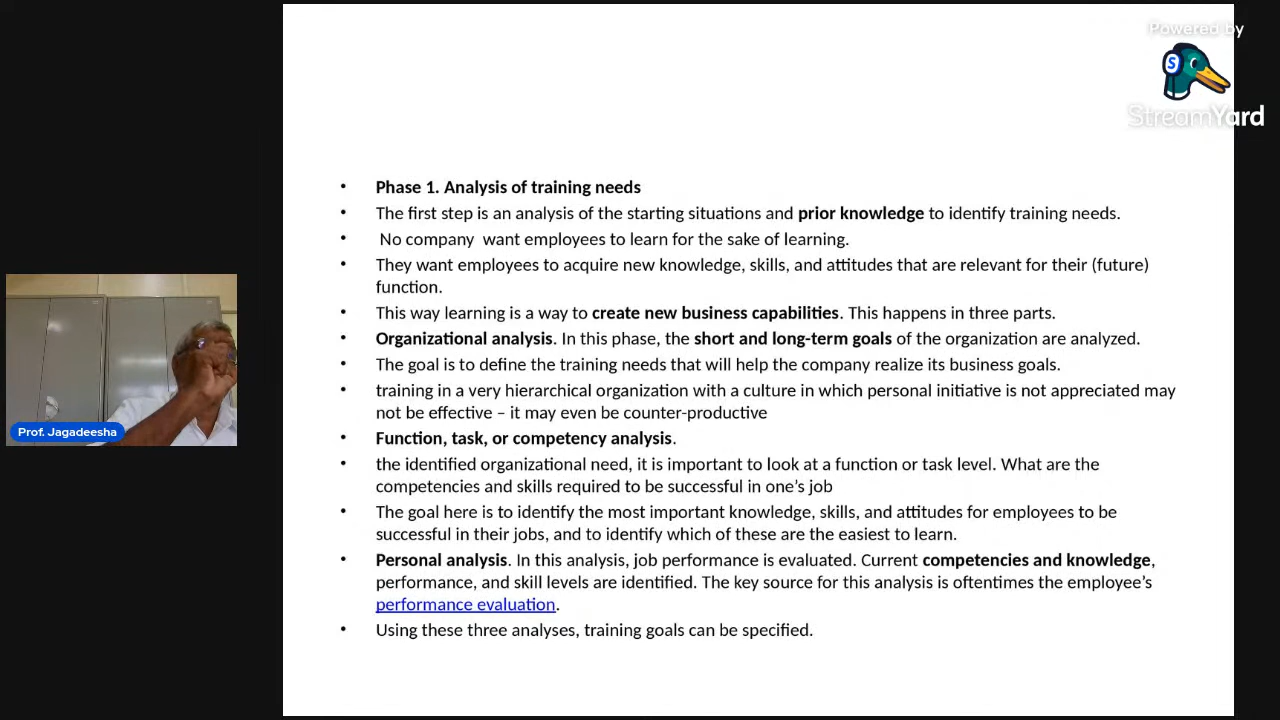 Powered by
StreamYard
• Phase 1. Analysis of training needs
• The first step is an analysis of the starting situations and prior knowledge to identify training needs.
• No company  want employees to learn for the sake of learning.
• They want employees to acquire new knowledge, skills, and attitudes that are relevant for their (future)
function.
• This way learning is a way to create new business capabilities. This happens in three parts.
• Organizational analysis. In this phase, the short and long-term goals of the organization are analyzed.
• The goal is to define the training needs that will help the company realize its business goals.
• training in a very hierarchical organization with a culture in which personal initiative is not appreciated may
not be effective – it may even be counter-productive
• Function, task, or competency analysis.
• the identified organizational need, it is important to look at a function or task level. What are the
competencies and skills required to be successful in one’s job
• The goal here is to identify the most important knowledge, skills, and attitudes for employees to be
successful in their jobs, and to identify which of these are the easiest to learn.
• Personal analysis. In this analysis, job performance is evaluated. Current competencies and knowledge,
performance, and skill levels are identified. The key source for this analysis is oftentimes the employee’s
performance evaluation.
• Using these three analyses, training goals can be specified.
Prof. Jagadeesha